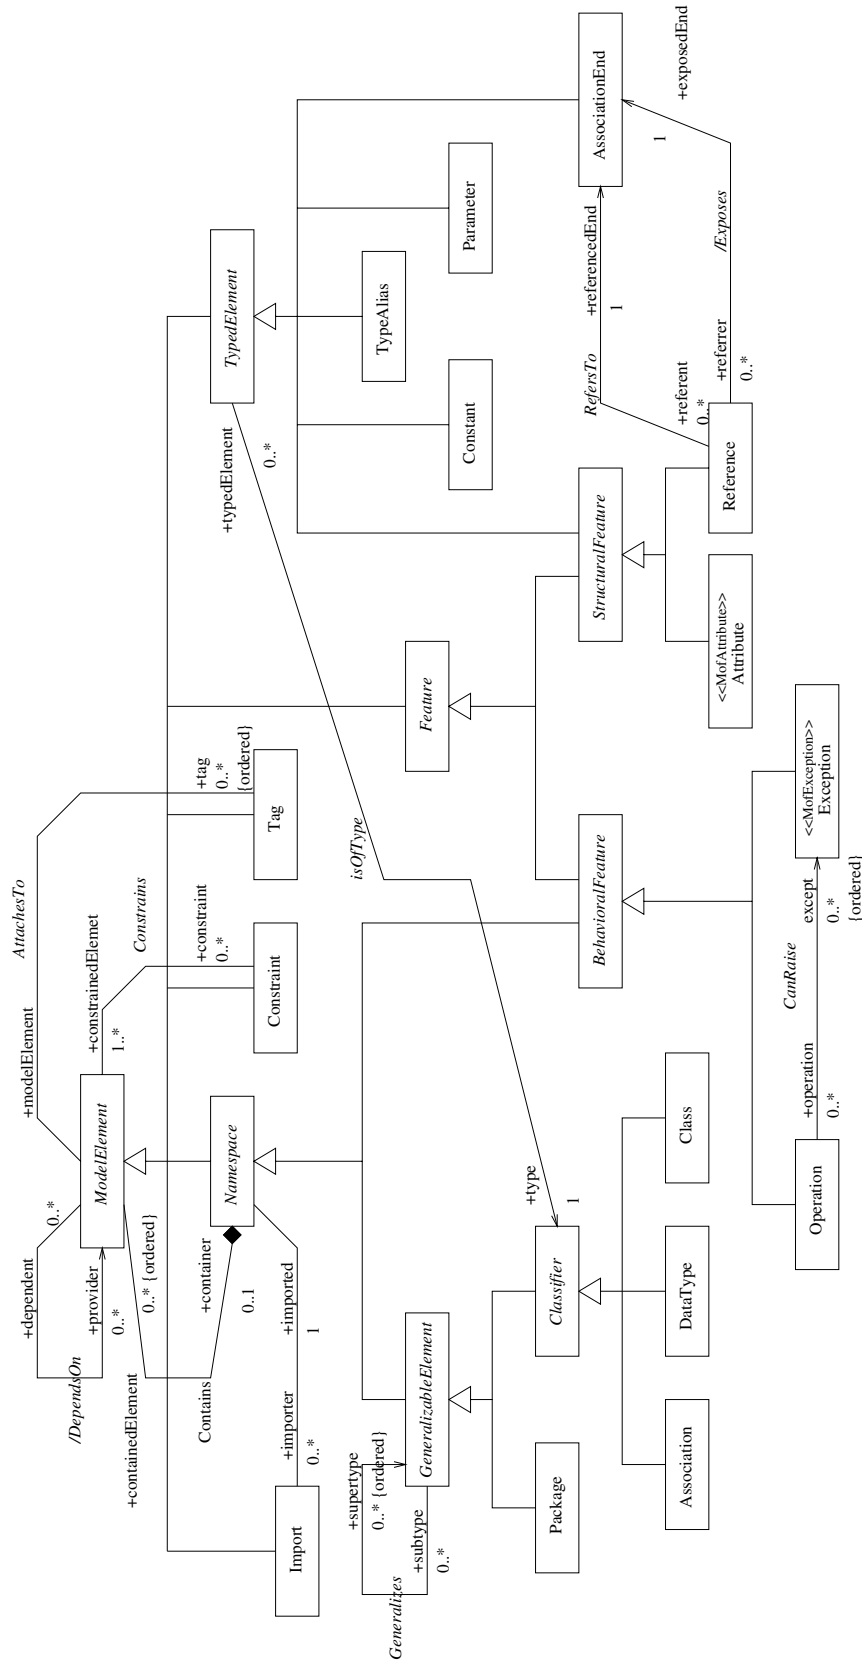 AttachesTo
+modelElement
+tag
0..*
{ordered}
Constrains
+constrainedElemet
1..*
+constraint
0..*
/DependsOn
+dependent
0..*
+provider
0..*
ModelElement
+containedElement
0..* {ordered}
Contains
+container
0..1
Namespace
+imported
1
+importer
0..*
Import
Constraint
Tag
TypedElement
+typedElement
0..*
isOfType
+type
1
Generalizes
+supertype
0..* {ordered}
+subtype
0..*
GeneralizableElement
Feature
Constant
TypeAlias
Parameter
Package
Classifier
BehavioralFeature
StructuralFeature
AssociationEnd
RefersTo
+referent
0..*
+referencedEnd
1
/Exposes
+referrer
0..*
+exposedEnd
1
Association
DataType
Class
<<MofAttribute>>
Attribute
Reference
Operation
CanRaise
+operation
0..*
except
0..*
{ordered}
<<MofException>>
Exception